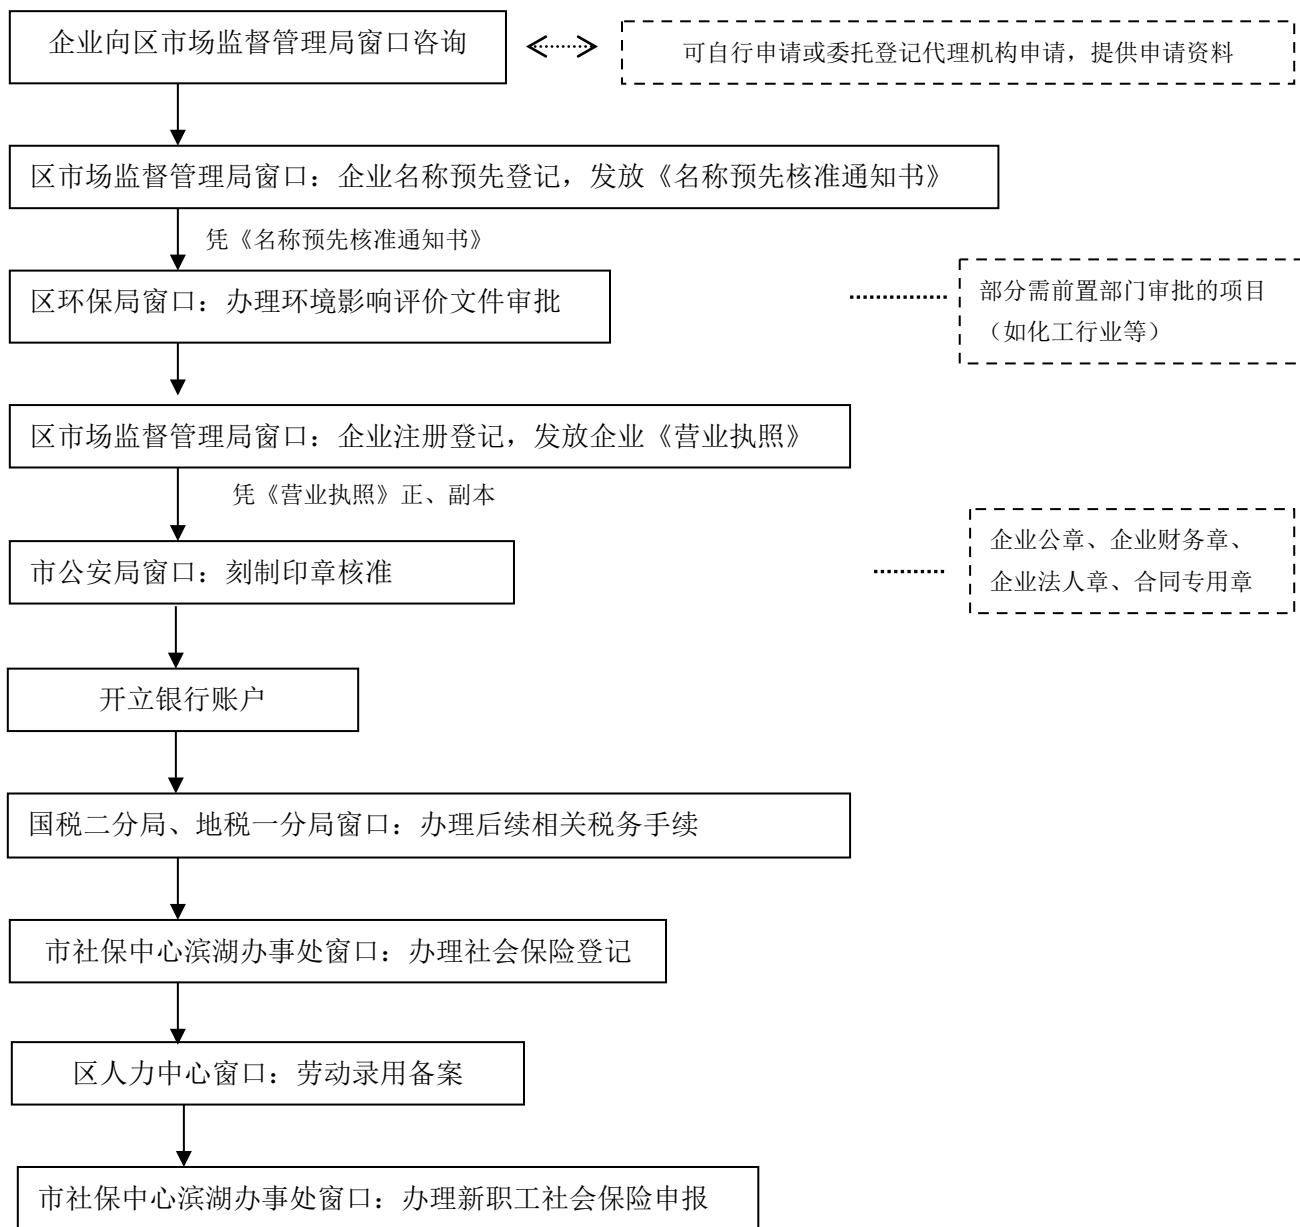 企业向区市场监督管理局窗口咨询
可自行申请或委托登记代理机构申请，提供申请资料
区市场监督管理局窗口：企业名称预先登记，发放《名称预先核准通知书》
凭《名称预先核准通知书》
区环保局窗口：办理环境影响评价文件审批
部分需前置部门审批的项目
（如化工行业等）
区市场监督管理局窗口：企业注册登记，发放企业《营业执照》
凭《营业执照》正、副本
市公安局窗口：刻制印章核准
企业公章、企业财务章、
企业法人章、合同专用章
开立银行账户
国税二分局、地税一分局窗口：办理后续相关税务手续
市社保中心滨湖办事处窗口：办理社会保险登记
区人力中心窗口：劳动录用备案
市社保中心滨湖办事处窗口：办理新职工社会保险申报